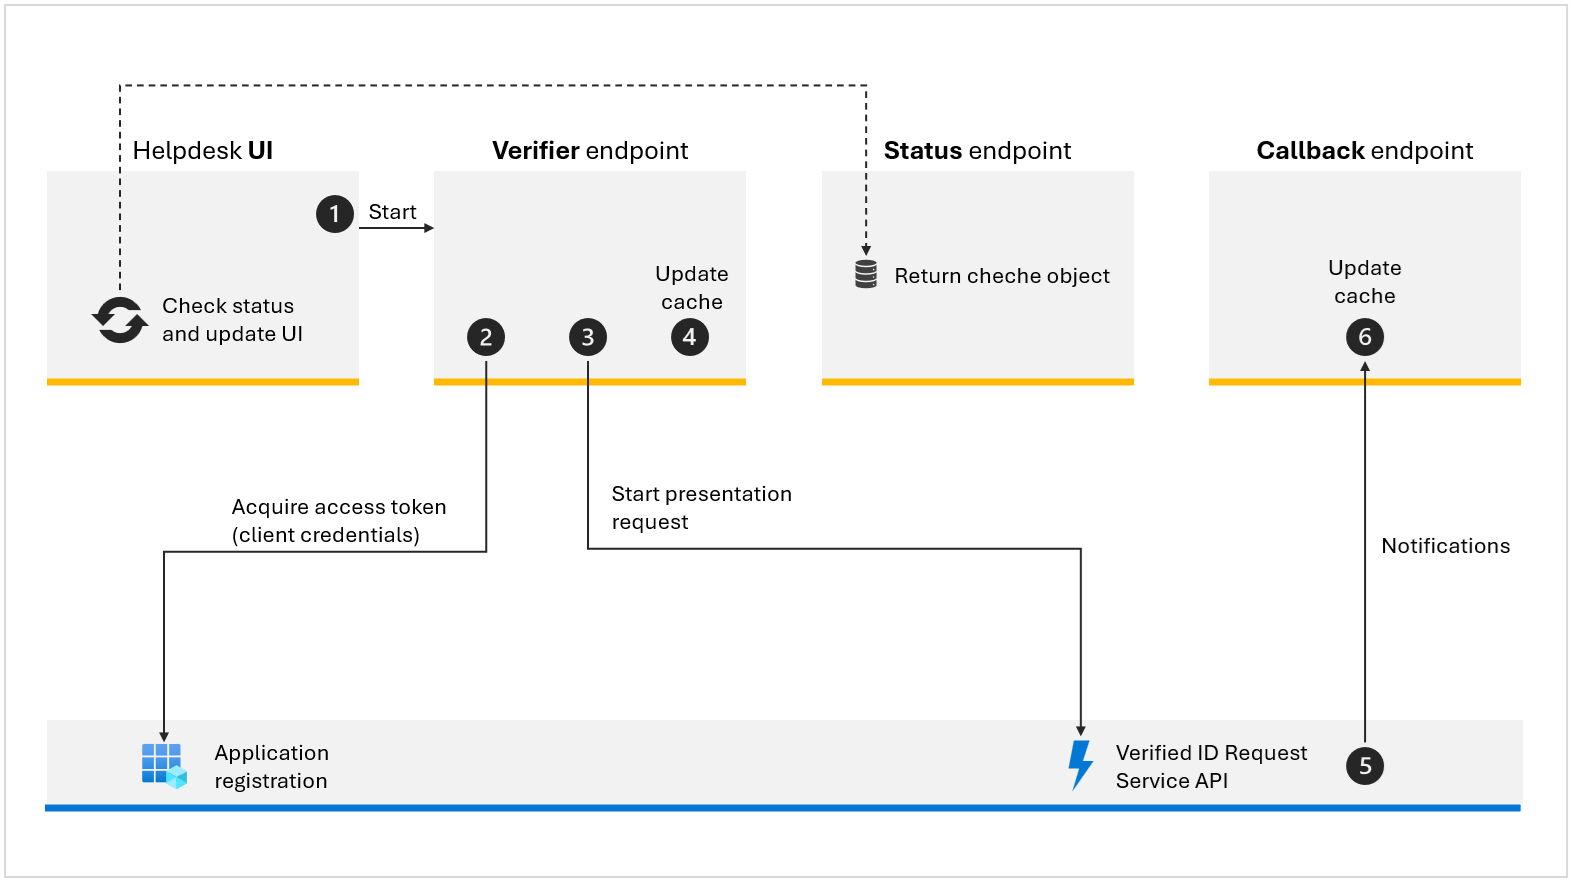 Helpdesk UI
Verifier endpoint
Status endpoint
Callback endpoint
1
Start
Check status
and update UI
Update
cache
2
3
4
Return cheche object
Update
cache
6
Acquire access token
(client credentials)
Start presentation
request
Notifications
Application
registration
Verified ID Request
Service API
5